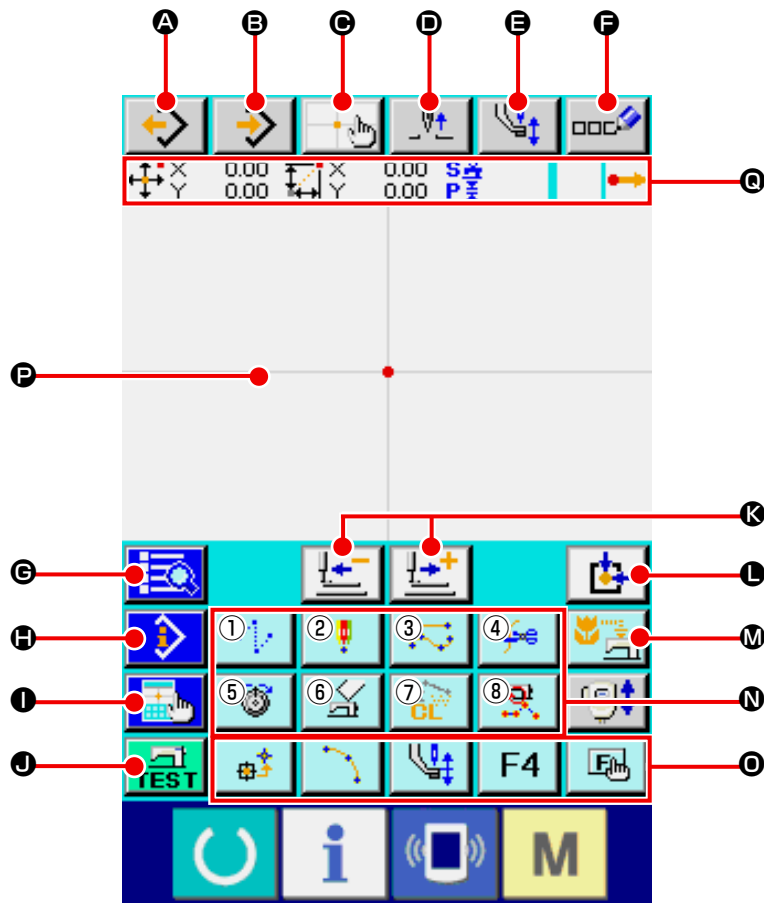 A B C D E F
X 0.00 X 0.00 S
Y 0.00 Y 0.00 P
Q
P
K
G L
H ① ② ③ ④ M
I ⑤ ⑥ ⑦ CL ⑧ N
J TEST F4 F O
i M